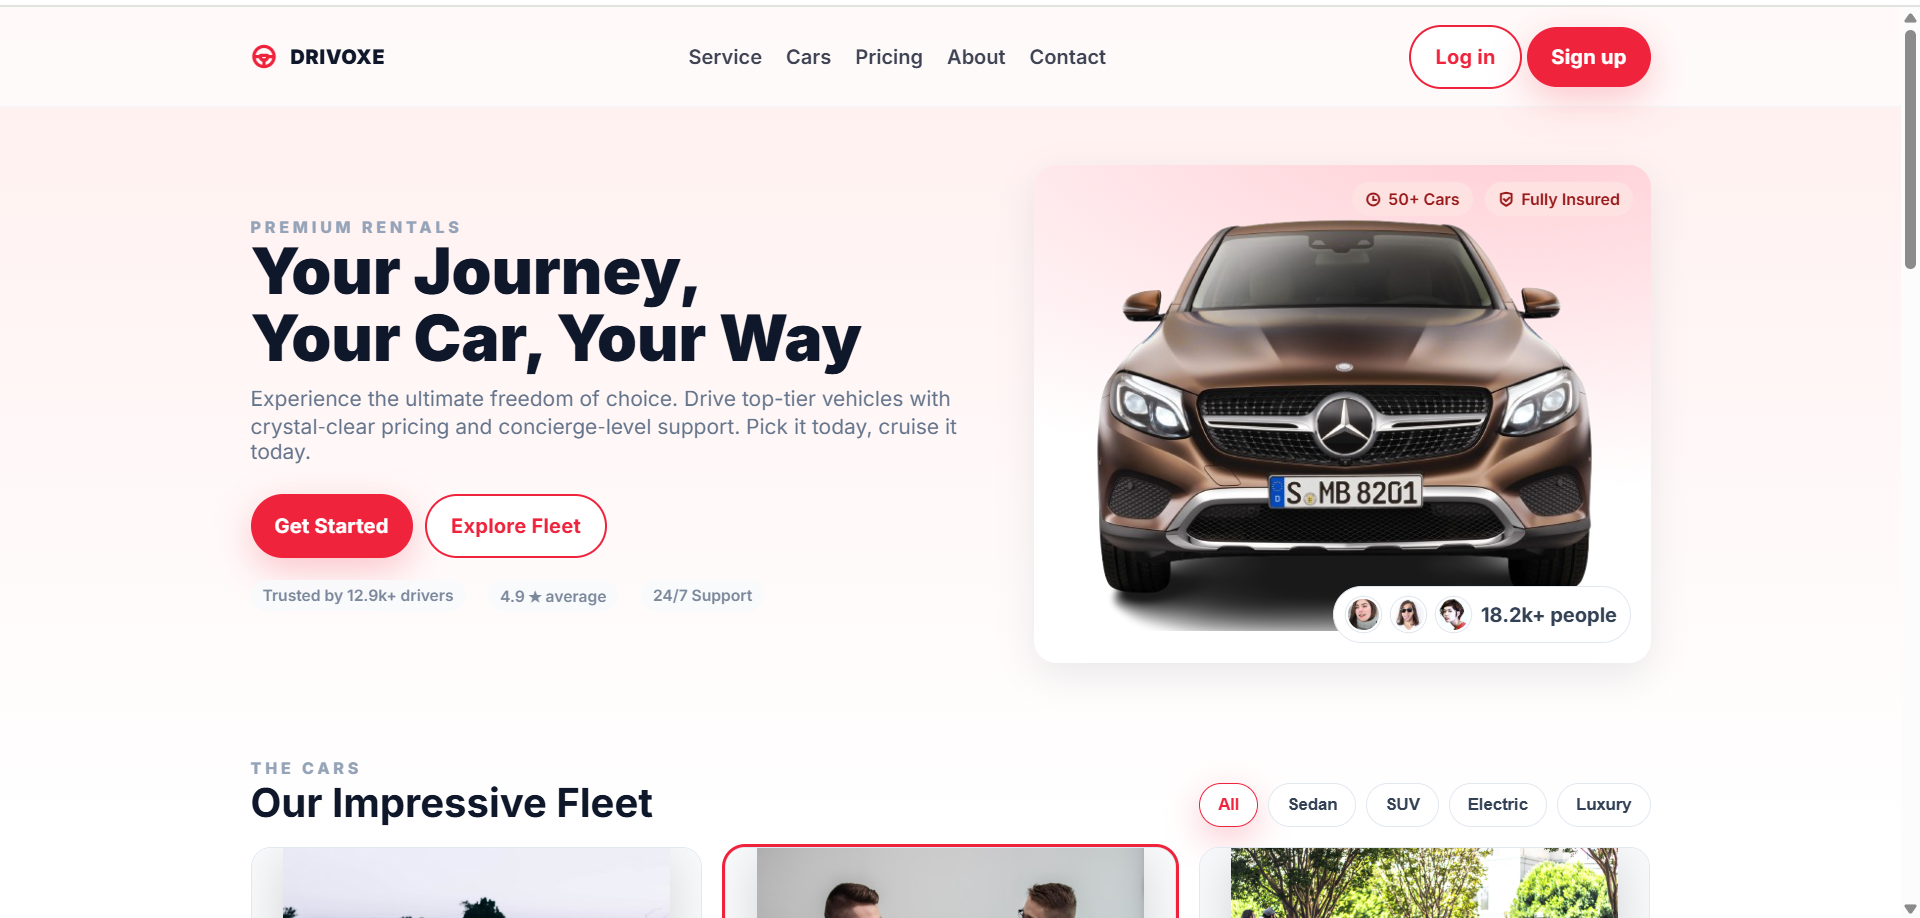 DRIVOXE
Service Cars Pricing About Contact
Log in Sign up
PREMIUM RENTALS
Your Journey,
Your Car, Your Way
Experience the ultimate freedom of choice. Drive top-tier vehicles with
crystal-clear pricing and concierge-level support. Pick it today, cruise it
today.
Get Started Explore Fleet
Trusted by 12.9k+ drivers 4.9 ★ average 24/7 Support
50+ Cars Fully Insured
D S MB 8201
18.2k+ people
THE CARS
Our Impressive Fleet
All Sedan SUV Electric Luxury